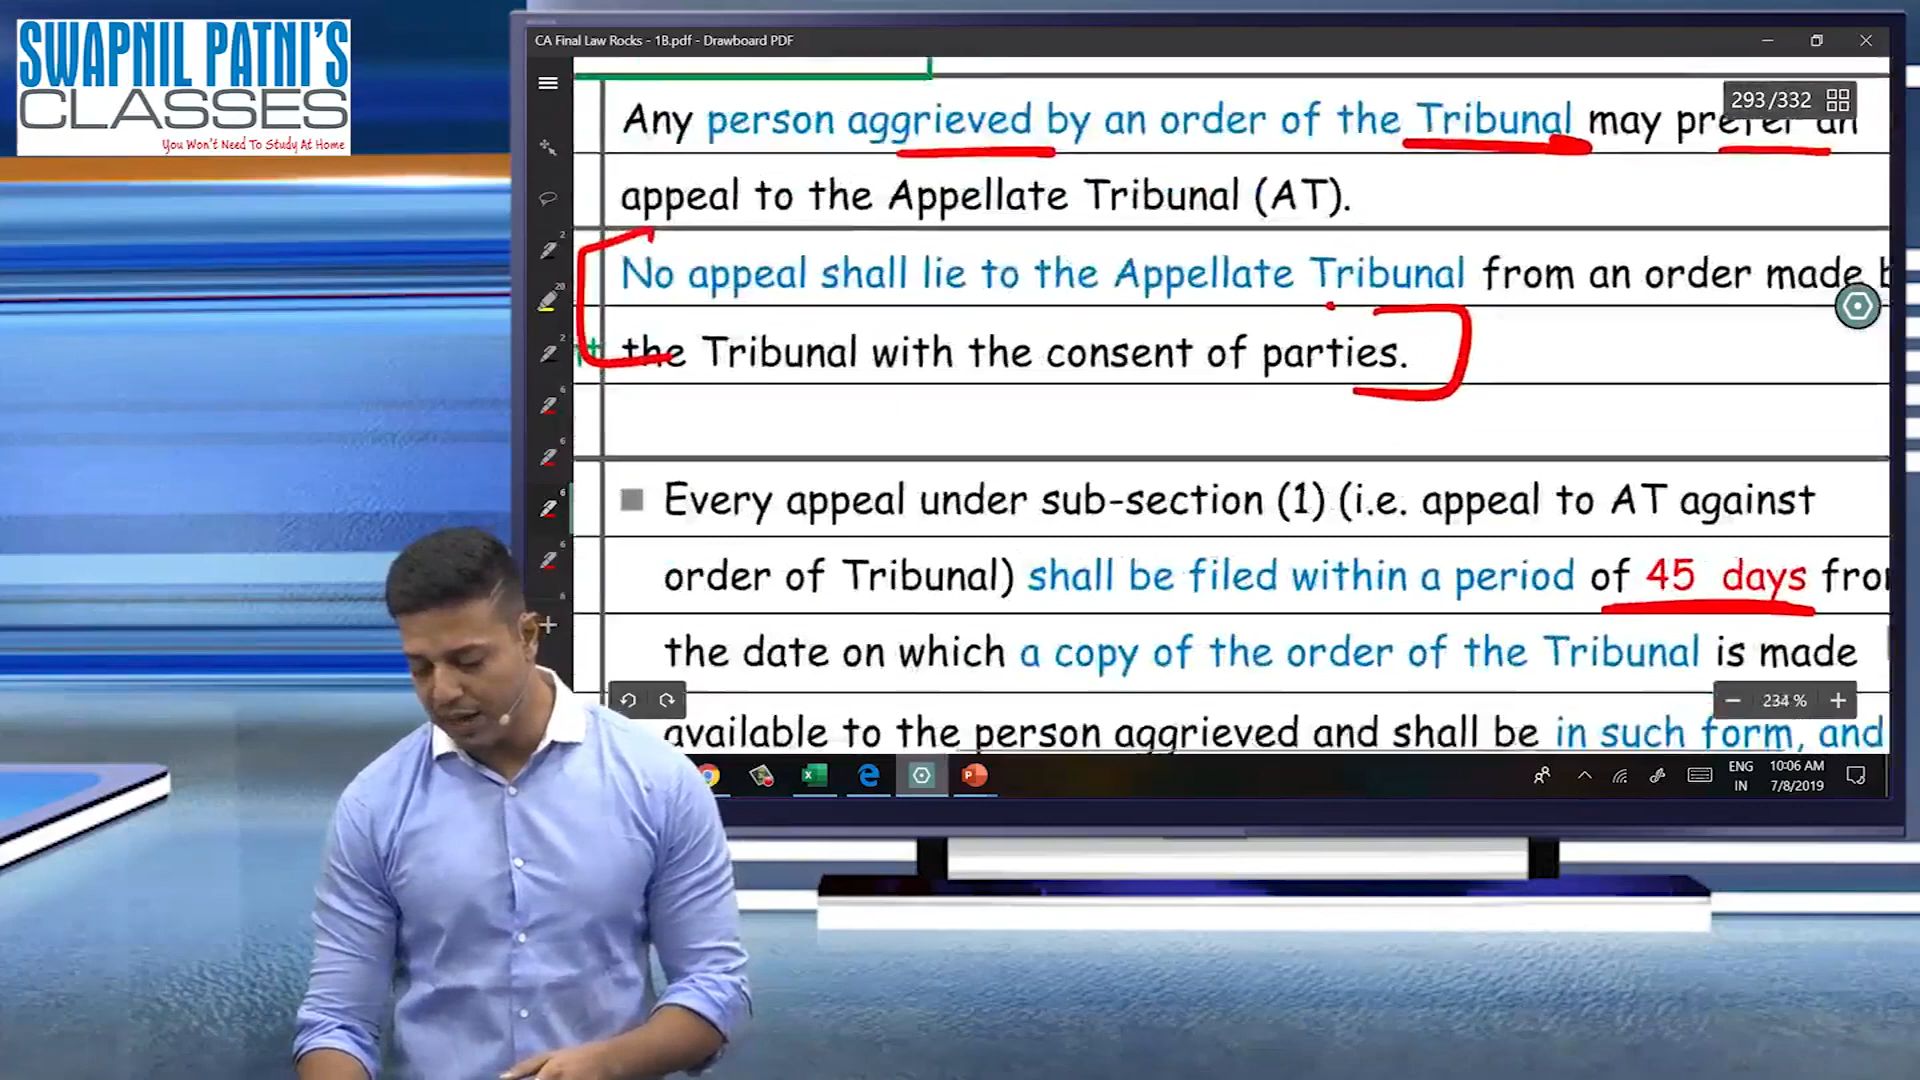 SWAPNIL PATNI'S
CLASSES
You Won't Need To Study At Home
CA Final Law Rocks - 1B.pdf - Drawboard PDF
293 /332
Any person aggrieved by an order of the Tribunal may prefer an
appeal to the Appellate Tribunal (AT).
No appeal shall lie to the Appellate Tribunal from an order made
the Tribunal with the consent of parties.
Every appeal under sub-section (1) (i.e. appeal to AT against
order of Tribunal) shall be filed within a period of 45 days
the date on which a copy of the order of the Tribunal is made
234 %
available to the person aggrieved and shall be in such form, and
ENG
IN
10:06 AM
7/8/2019